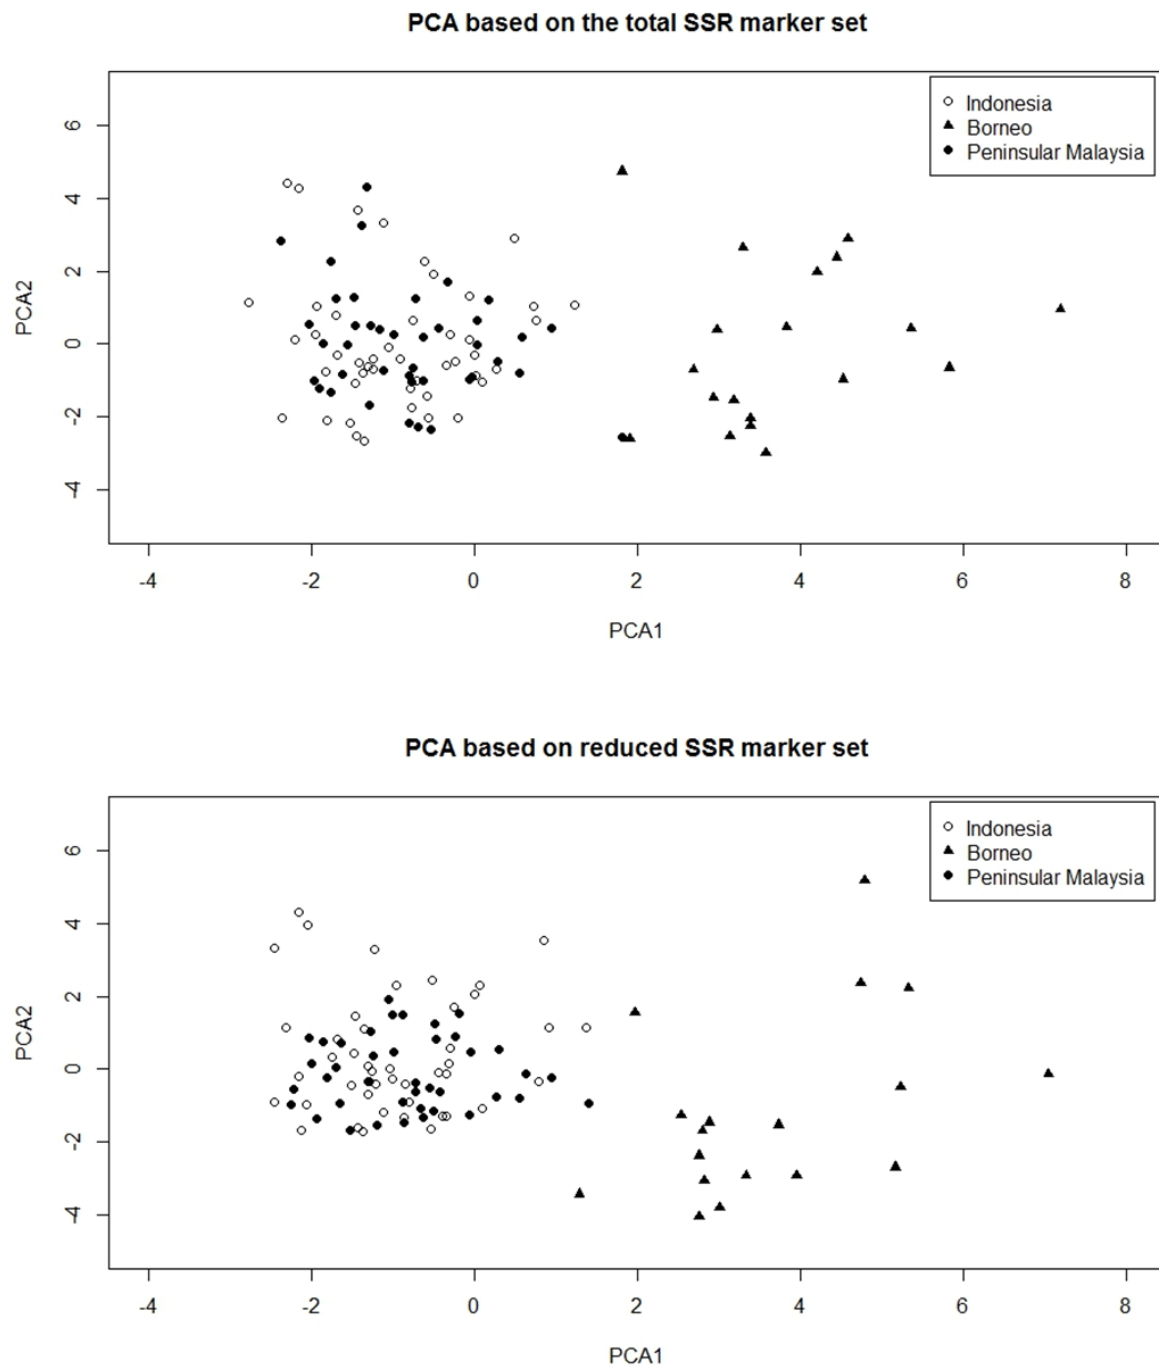 PCA based on the total SSR marker set
Indonesia
Borneo
Peninsular Malaysia
6
4
2
0
-2
-4
PCA2
-4 -2 0 2 4 6 8
PCA1
PCA based on reduced SSR marker set
Indonesia
Borneo
Peninsular Malaysia
6
4
2
0
-2
-4
PCA2
-4 -2 0 2 4 6 8
PCA1